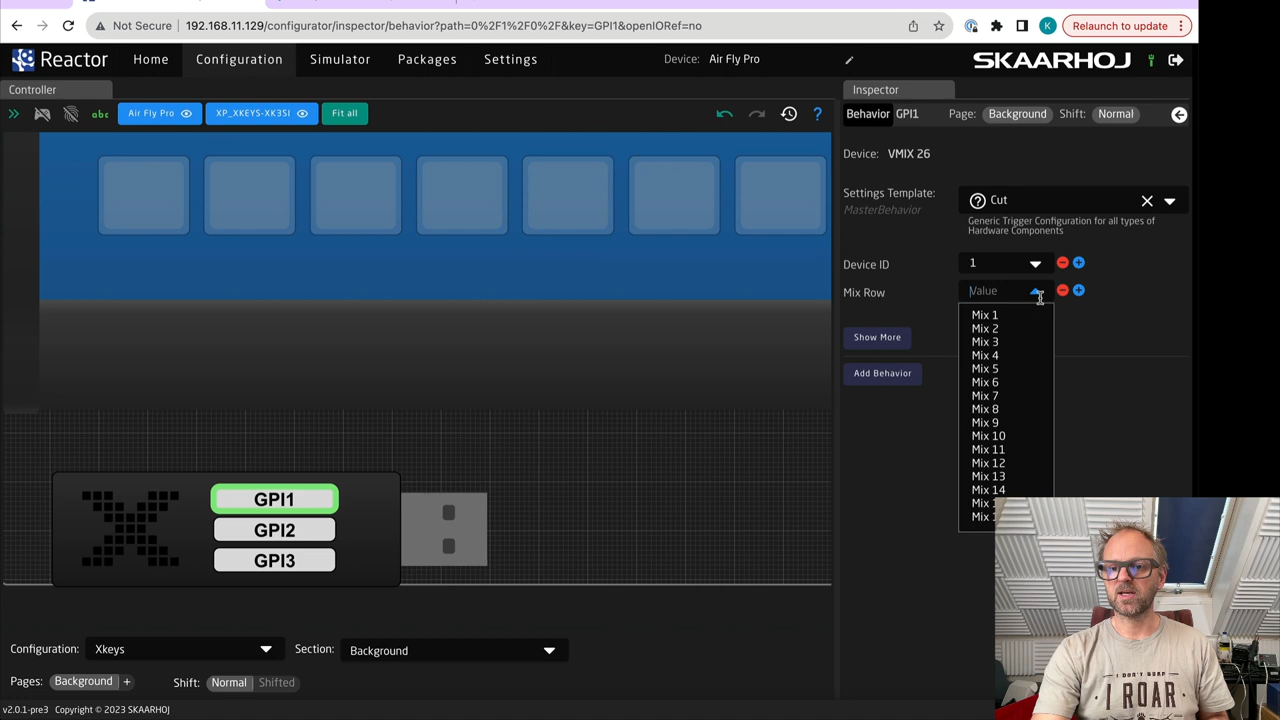 Not Secure 192.168.11.129/configurator/inspector/behavior?path=0%2F1%2F0%2F&key=GPI1&openIORef=no K Relaunch to update
Reactor Home Configuration Simulator Packages Settings Device: Air Fly Pro SKAARHOJ
Controller Inspector
abc Air Fly Pro XP_XKEYS-XK3SI Fit all ?
Behavior GPI1 Page: Background Shift: Normal
Device: VMIX 26
Settings Template: Cut
MasterBehavior
Generic Trigger Configuration for all types of
Hardware Components
Device ID 1
Mix Row Value
Mix 1
Mix 2
Mix 3
Mix 4
Mix 5
Mix 6
Mix 7
Mix 8
Mix 9
Mix 10
Mix 11
Mix 12
Mix 13
Mix 14
Mix
Mix
Show More
Add Behavior
GPI1
GPI2
GPI3
Configuration: Xkeys Section: Background
Pages: Background + Shift: Normal Shifted
v2.0.1-pre3 Copyright © 2023 SKAARHOJ
I DON'T BURP
I ROAR